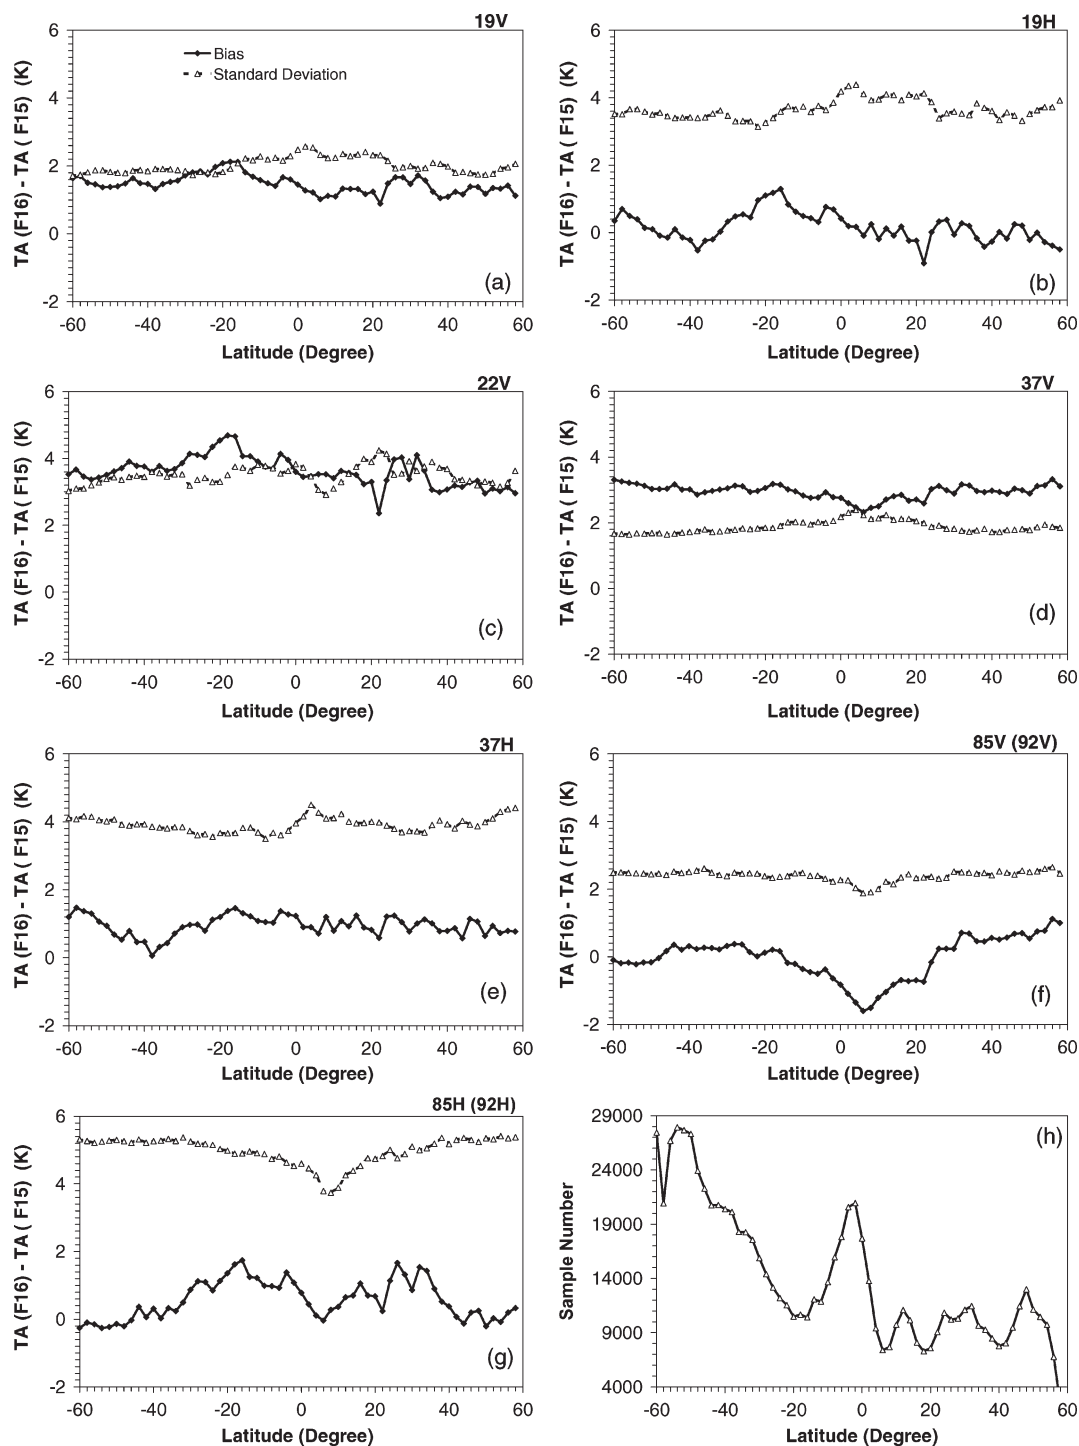 19V
6
4
2
0
-2
TA (F16) - TA ( F15) (K)
Bias
Standard Deviation
(a)
-60 -40 -20 0 20 40 60
Latitude (Degree)
19H
6
4
2
0
-2
TA (F16) - TA ( F15) (K)
(b)
-60 -40 -20 0 20 40 60
Latitude (Degree)
22V
6
4
2
0
-2
TA (F16) - TA ( F15) (K)
(c)
-60 -40 -20 0 20 40 60
Latitude (Degree)
37V
6
4
2
0
-2
TA (F16) - TA ( F15) (K)
(d)
-60 -40 -20 0 20 40 60
Latitude (Degree)
37H
6
4
2
0
-2
TA (F16) - TA ( F15) (K)
(e)
-60 -40 -20 0 20 40 60
Latitude (Degree)
85V (92V)
6
4
2
0
-2
TA (F16) - TA ( F15) (K)
(f)
-60 -40 -20 0 20 40 60
Latitude (Degree)
85H (92H)
6
4
2
0
-2
TA (F16) - TA ( F15) (K)
(g)
-60 -40 -20 0 20 40 60
Latitude (Degree)
29000
24000
19000
14000
9000
4000
Sample Number
(h)
-60 -40 -20 0 20 40 60
Latitude (Degree)